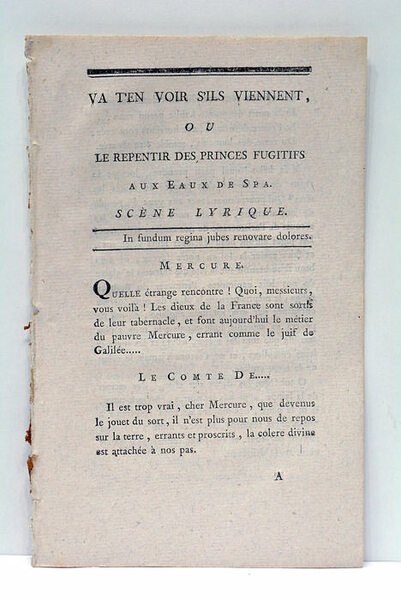 VA T'EN VOIR S'ILS VIENNENT,
OU
LE REPENTIR DES PRINCES FUGITIFS
AUX EAUX DE SPA.
SCÈNE LYRIQUE.
In fundum regina jubes renovare dolores.
MERCURE.
QUELLE étrange rencontre ! Quoi, messieurs,
vous voilà ! Les dieux de la France sont sortis
de leur tabernacle, et font aujourd'hui le métier
du pauvre Mercure, errant comme le juif de
Galilée.....
LE COMTE DE.....
Il est trop vrai, cher Mercure, que devenus
le jouet du sort, il n'est plus pour nous de repos
sur la terre, errants et proscrits, la colere divine
est attachée à nos pas.
A